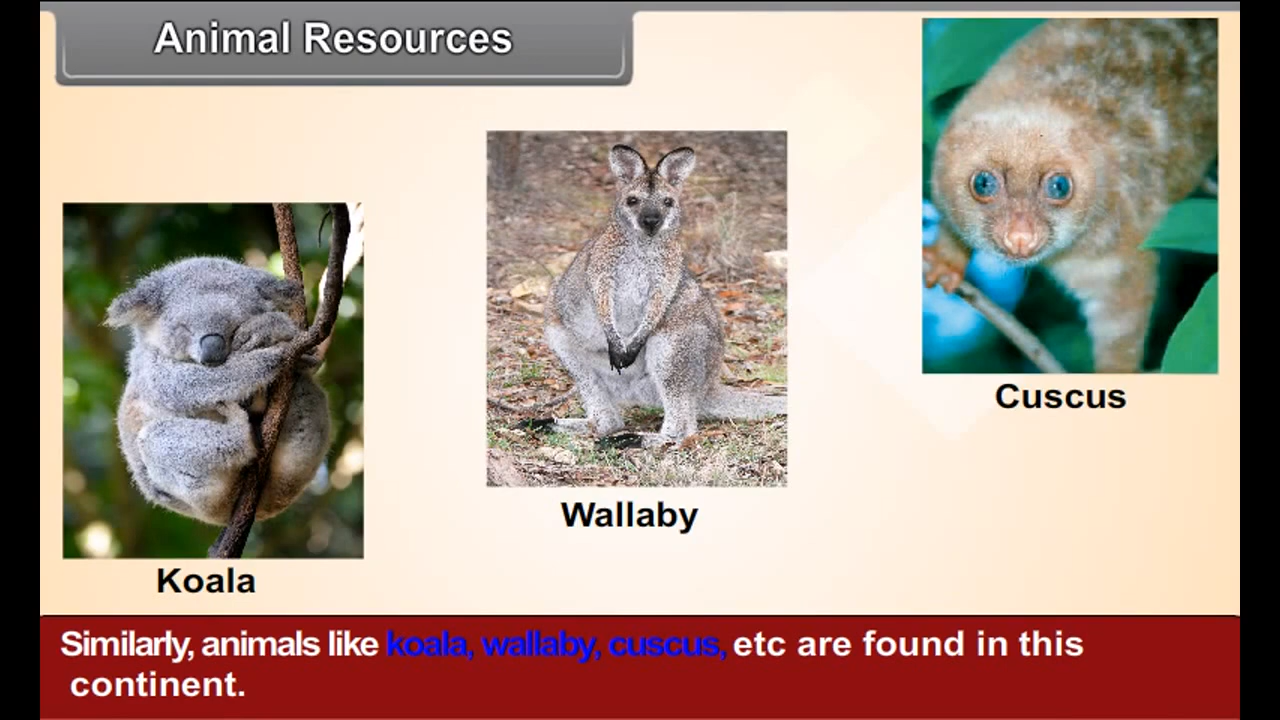 Animal Resources
Cuscus
Wallaby
Koala
Similarly, animals like koala, wallaby, cuscus, etc are found in this
continent.